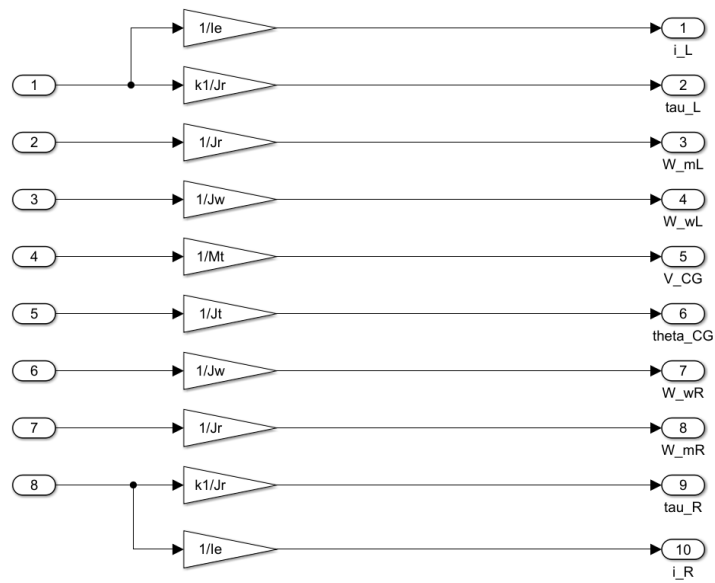 1/Ie
1
i_L
1
k1/Jr
2
tau_L
2
1/Jr
3
W_mL
3
1/Jw
4
W_wL
4
1/Mt
5
V_CG
5
1/Jt
6
theta_CG
6
1/Jw
7
W_wR
7
1/Jr
8
W_mR
8
k1/Jr
9
tau_R
1/Ie
10
i_R